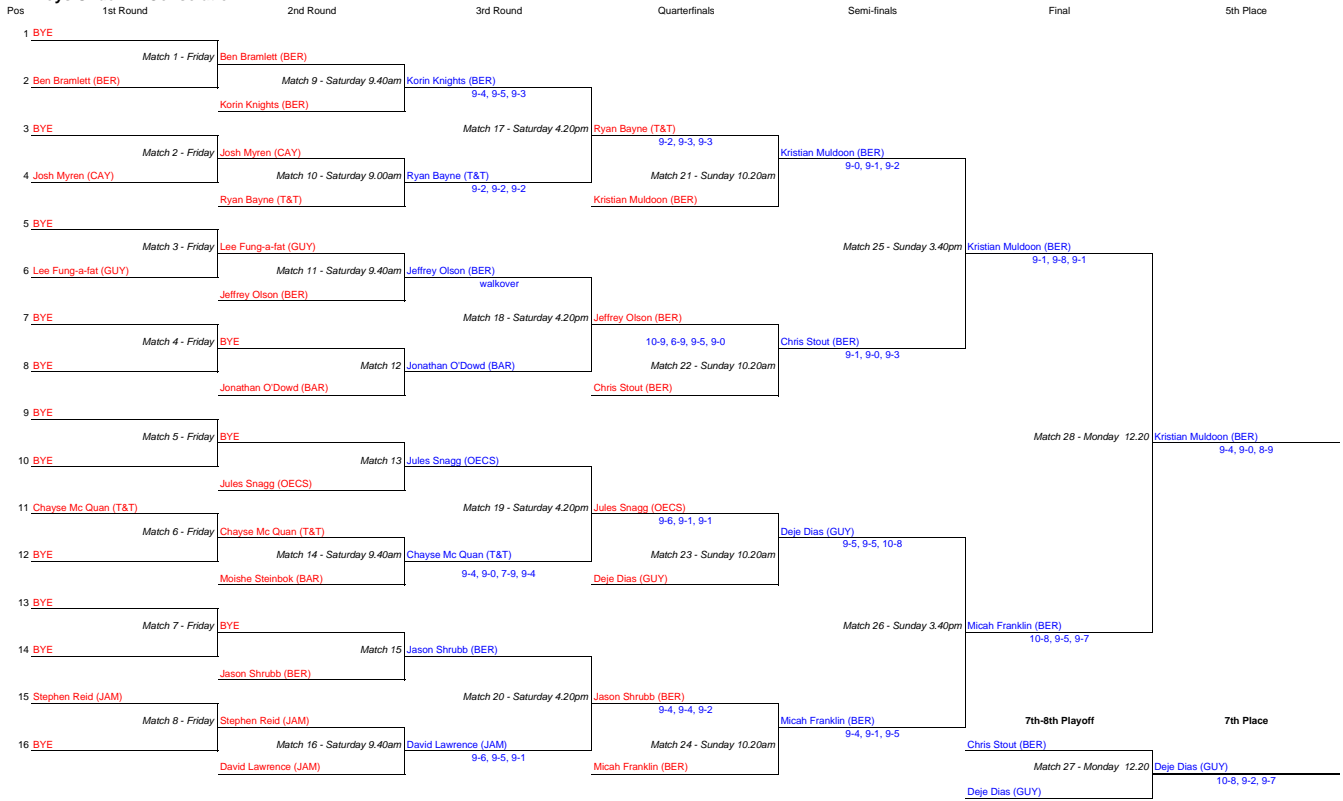 Pos 1st Round 2nd Round 3rd Round Quarterfinals Semi-finals Final 5th Place
1 BYE
Match 1 - Friday Ben Bramlett (BER)
2 Ben Bramlett (BER) Match 9 - Saturday 9.40am Korin Knights (BER)
9-4, 9-5, 9-3
Korin Knights (BER)
3 BYE Match 17 - Saturday 4.20pm Ryan Bayne (T&T)
9-2, 9-3, 9-3
Match 2 - Friday Josh Myren (CAY) Kristian Muldoon (BER)
9-0, 9-1, 9-2
4 Josh Myren (CAY) Match 10 - Saturday 9.00am Ryan Bayne (T&T) Match 21 - Sunday 10.20am
9-2, 9-2, 9-2
Ryan Bayne (T&T) Kristian Muldoon (BER)
5 BYE
Match 3 - Friday Lee Fung-a-fat (GUY) Match 25 - Sunday 3.40pm Kristian Muldoon (BER)
9-1, 9-8, 9-1
6 Lee Fung-a-fat (GUY) Match 11 - Saturday 9.40am Jeffrey Olson (BER)
walkover
Jeffrey Olson (BER)
7 BYE Match 18 - Saturday 4.20pm Jeffrey Olson (BER)
Match 4 - Friday BYE 10-9, 6-9, 9-5, 9-0 Chris Stout (BER)
9-1, 9-0, 9-3
8 BYE Match 12 Jonathan O'Dowd (BAR) Match 22 - Sunday 10.20am
Jonathan O'Dowd (BAR) Chris Stout (BER)
9 BYE
Match 5 - Friday BYE Match 28 - Monday 12.20 Kristian Muldoon (BER)
9-4, 9-0, 8-9
10 BYE Match 13 Jules Snagg (OECS)
Jules Snagg (OECS)
11 Chayse Mc Quan (T&T) Match 19 - Saturday 4.20pm Jules Snagg (OECS)
9-6, 9-1, 9-1
Match 6 - Friday Chayse Mc Quan (T&T) Deje Dias (GUY)
9-5, 9-5, 10-8
12 BYE Match 14 - Saturday 9.40am Chayse Mc Quan (T&T) Match 23 - Sunday 10.20am
9-4, 9-0, 7-9, 9-4
Moishe Steinbok (BAR) Deje Dias (GUY)
13 BYE
Match 7 - Friday BYE Match 26 - Sunday 3.40pm Micah Franklin (BER)
10-8, 9-5, 9-7
14 BYE Match 15 Jason Shrubb (BER)
Jason Shrubb (BER)
15 Stephen Reid (JAM) Match 20 - Saturday 4.20pm Jason Shrubb (BER)
9-4, 9-4, 9-2
Match 8 - Friday Stephen Reid (JAM) Micah Franklin (BER) 7th-8th Playoff 7th Place
9-4, 9-1, 9-5
16 BYE Match 16 - Saturday 9.40am David Lawrence (JAM) Match 24 - Sunday 10.20am Chris Stout (BER)
9-6, 9-5, 9-1
David Lawrence (JAM) Micah Franklin (BER) Match 27 - Monday 12.20 Deje Dias (GUY)
10-8, 9-2, 9-7
Deje Dias (GUY)